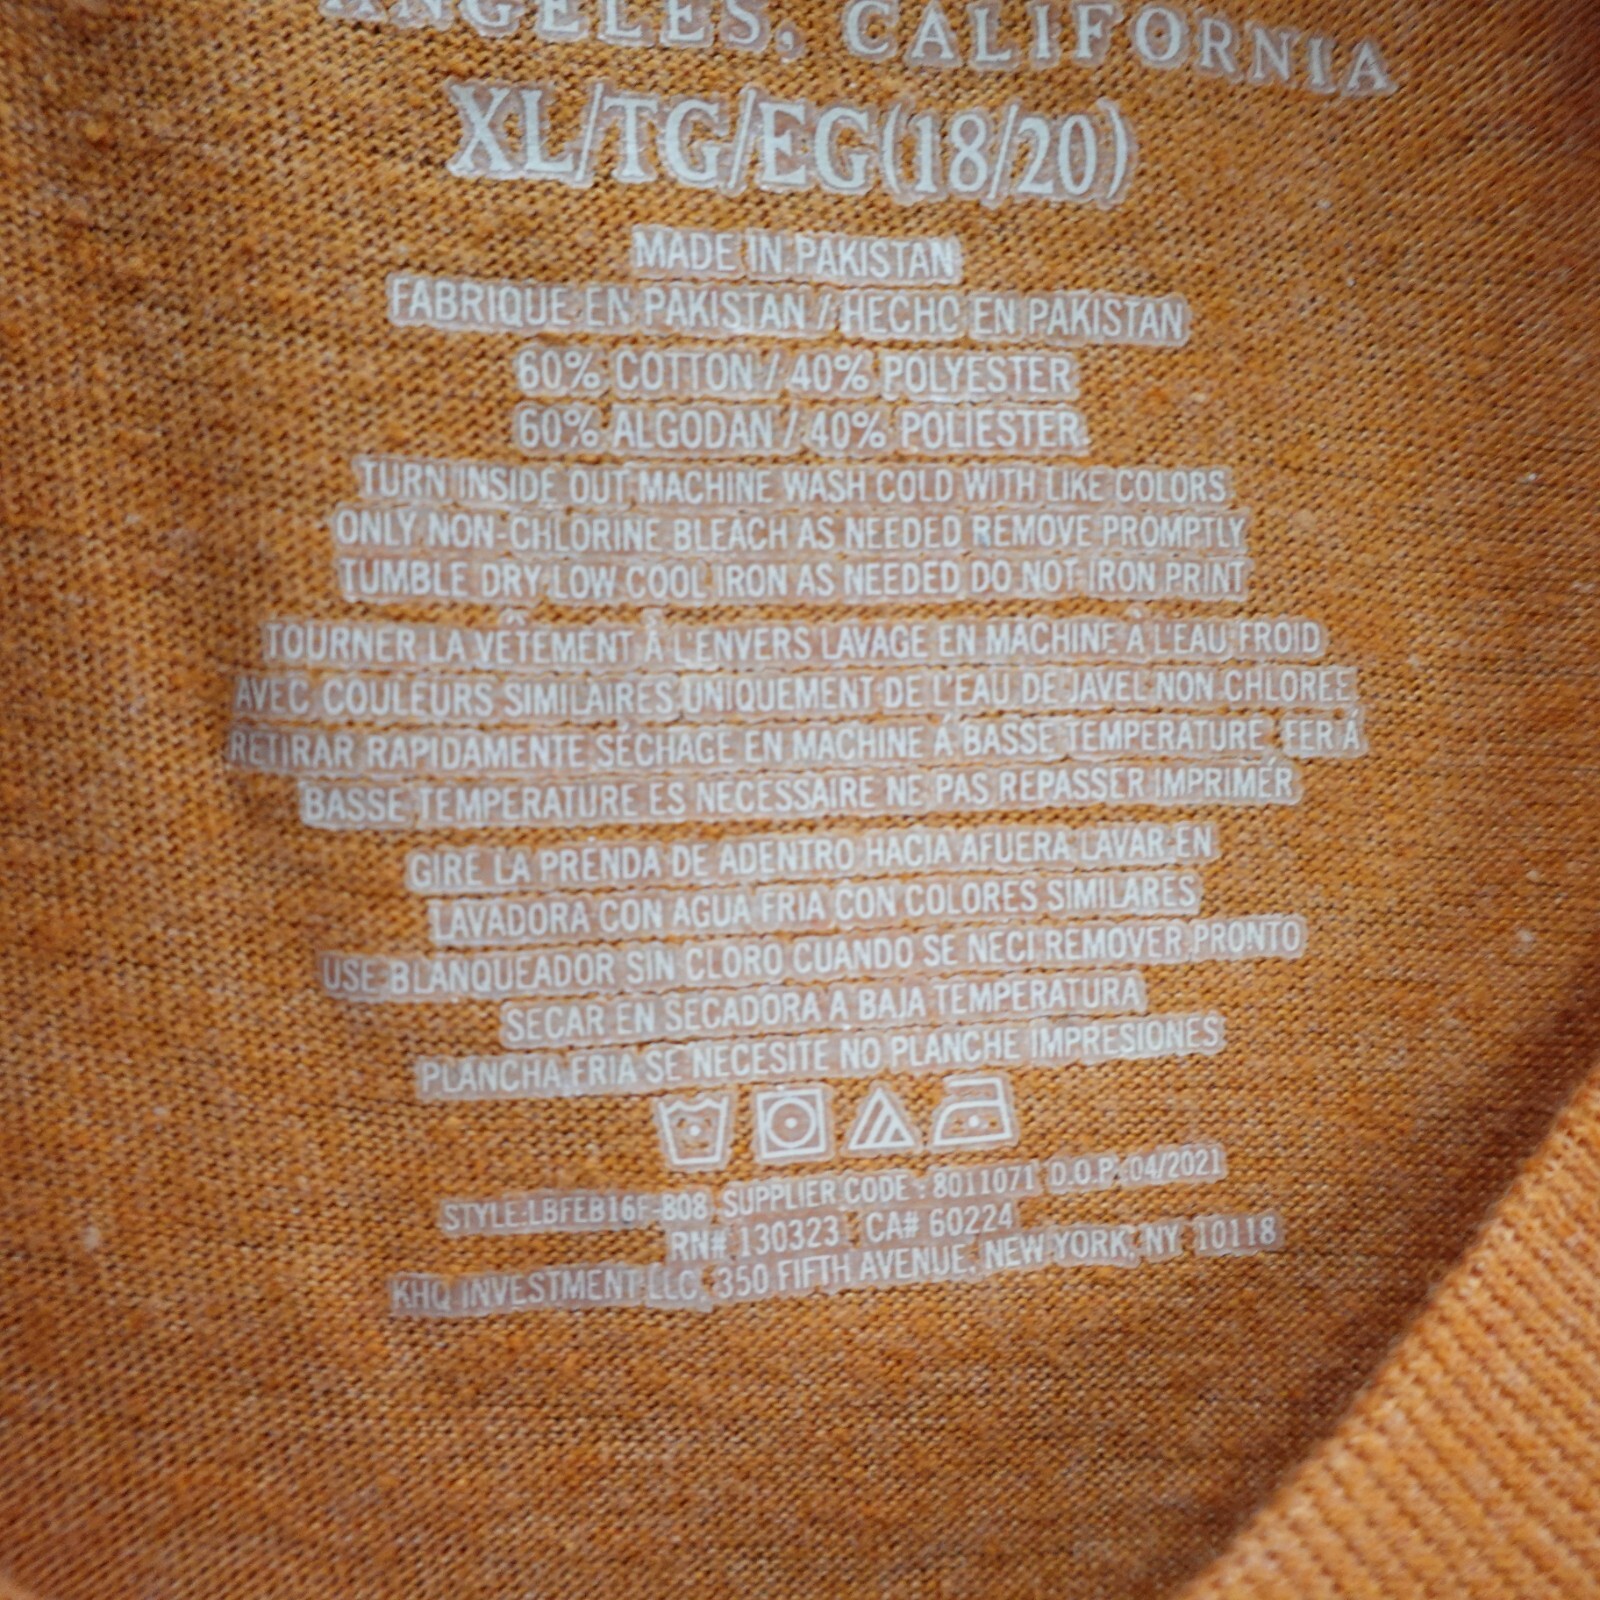 ANGELES, CALIFORNIA
XL/TG/EG(18/20)
MADE IN PAKISTAN
FABRIQUE EN PAKISTAN / HECHO EN PAKISTAN
60% COTTON / 40% POLYESTER
60% ALGODAN / 40% POLIESTER
TURN INSIDE OUT MACHINE WASH COLD WITH LIKE COLORS
ONLY NON-CHLORINE BLEACH AS NEEDED REMOVE PROMPTLY
TUMBLE DRY LOW COOL IRON AS NEEDED DO NOT IRON PRINT
TOURNER LA VÊTEMENT À L'ENVERS LAVAGE EN MACHINE À L'EAU FROID
AVEC COULEURS SIMILAIRES UNIQUEMENT DE L'EAU DE JAVEL NON CHLOREE
RETIRAR RAPIDAMENTE SÉCHAGE EN MACHINE Á BASSE TEMPERATURE FER Á
BASSE TEMPERATURE ES NECESSAIRE NE PAS REPASSER IMPRIMÉR
GIRE LA PRENDA DE ADENTRO HACIA AFUERA LAVAR EN
LAVADORA CON AGUA FRIA CON COLORES SIMILARES
USE BLANQUEADOR SIN CLORO CUANDO SE NECI REMOVER PRONTO
SECAR EN SECADORA A BAJA TEMPERATURA
PLANCHA FRIA SE NECESITE NO PLANCHE IMPRESIONES
STYLE:LBFEB16F-B08 SUPPLIER CODE : 8011071 D.O.P.:04/2021
RN# 130323 CA# 60224
KHQ INVESTMENT LLC, 350 FIFTH AVENUE, NEW YORK, NY 10118